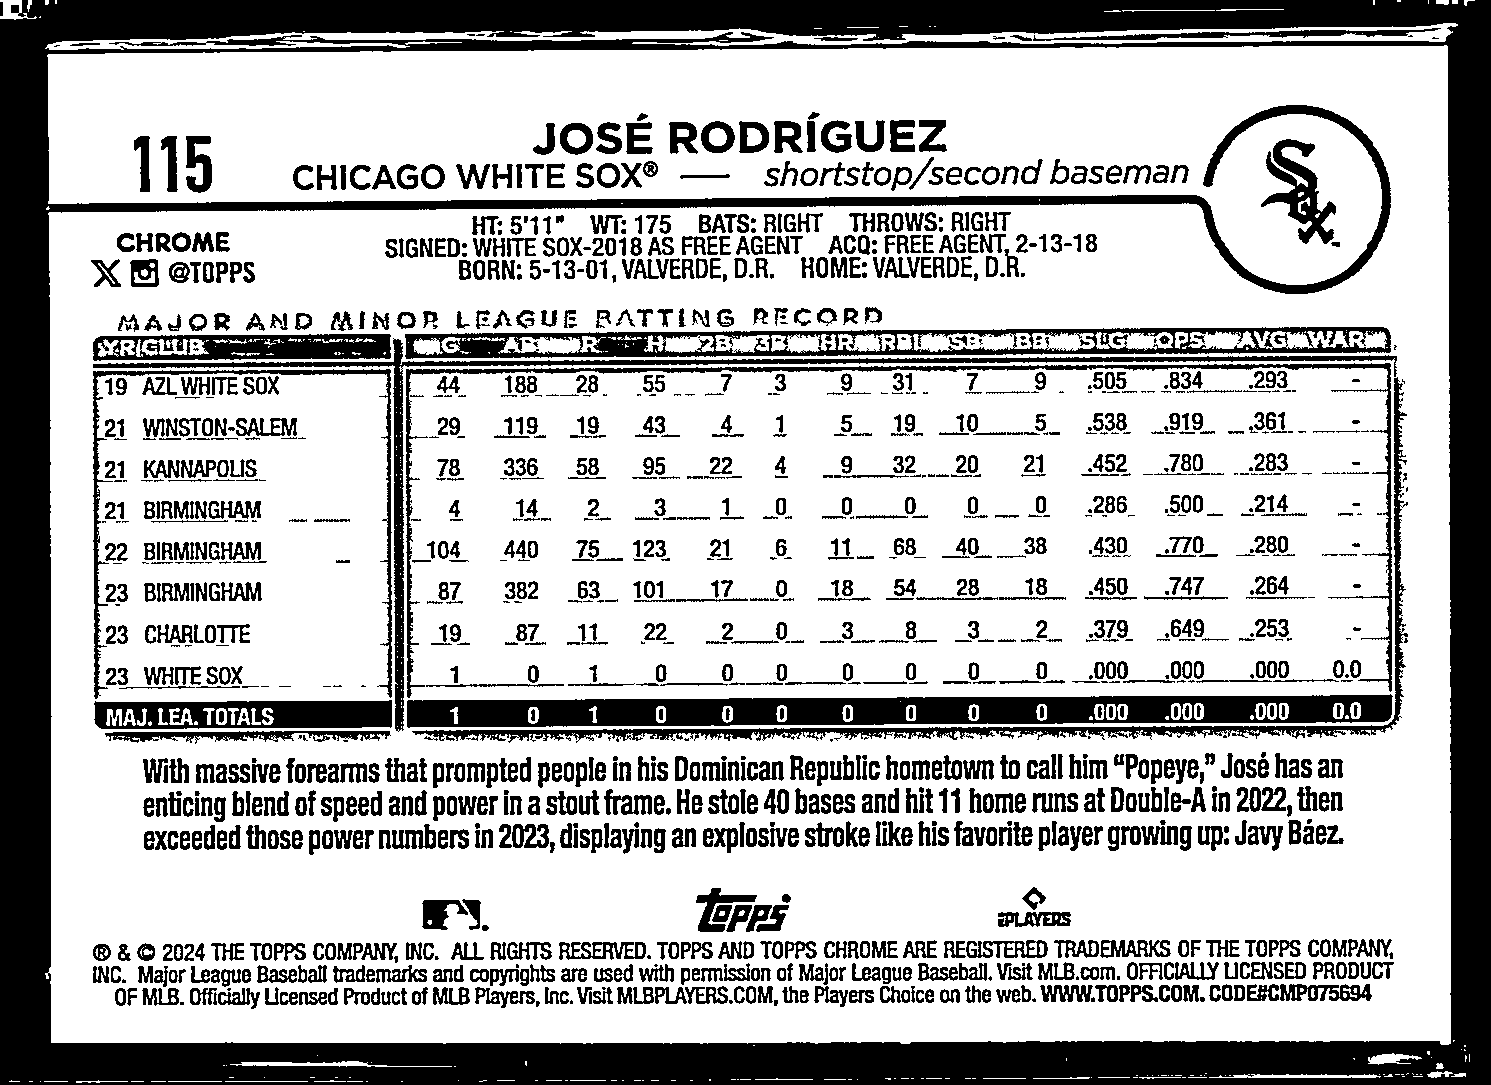 115
JOSÉ RODRÍGUEZ
CHICAGO WHITE SOX® — shortstop/second baseman
Sox
CHROME
X @TOPPS
HT: 5'11" WT: 175 BATS: RIGHT THROWS: RIGHT
SIGNED: WHITE SOX-2018 AS FREE AGENT ACQ: FREE AGENT, 2-13-18
BORN: 5-13-01, VALVERDE, D.R. HOME: VALVERDE, D.R.
MAJOR AND MINOR LEAGUE BATTING RECORD
YR CLUB G AB R H 2B 3B HR RBI SB BB SLG OPS AVG WAR
19 AZL WHITE SOX 44 188 28 55 7 3 9 31 7 9 .505 .834 .293 -
21 WINSTON-SALEM 29 119 19 43 4 1 5 19 10 5 .538 .919 .361 -
21 KANNAPOLIS 78 336 58 95 22 4 9 32 20 21 .452 .780 .283 -
21 BIRMINGHAM 4 14 2 3 1 0 0 0 0 0 .286 .500 .214 -
22 BIRMINGHAM 104 440 75 123 21 6 11 68 40 38 .430 .770 .280 -
23 BIRMINGHAM 87 382 63 101 17 0 18 54 28 18 .450 .747 .264 -
23 CHARLOTTE 19 87 11 22 2 0 3 8 3 2 .379 .649 .253 -
23 WHITE SOX 1 0 1 0 0 0 0 0 0 0 .000 .000 .000 0.0
MAJ. LEA. TOTALS 1 0 1 0 0 0 0 0 0 0 .000 .000 .000 0.0
With massive forearms that prompted people in his Dominican Republic hometown to call him “Popeye,” José has an
enticing blend of speed and power in a stout frame. He stole 40 bases and hit 11 home runs at Double-A in 2022, then
exceeded those power numbers in 2023, displaying an explosive stroke like his favorite player growing up: Javy Báez.
topps
PLAYERS
® & © 2024 THE TOPPS COMPANY, INC. ALL RIGHTS RESERVED. TOPPS AND TOPPS CHROME ARE REGISTERED TRADEMARKS OF THE TOPPS COMPANY,
INC. Major League Baseball trademarks and copyrights are used with permission of Major League Baseball. Visit MLB.com. OFFICIALLY LICENSED PRODUCT
OF MLB. Officially Licensed Product of MLB Players, Inc. Visit MLBPLAYERS.COM, the Players Choice on the web. WWW.TOPPS.COM. CODE#CMP075694